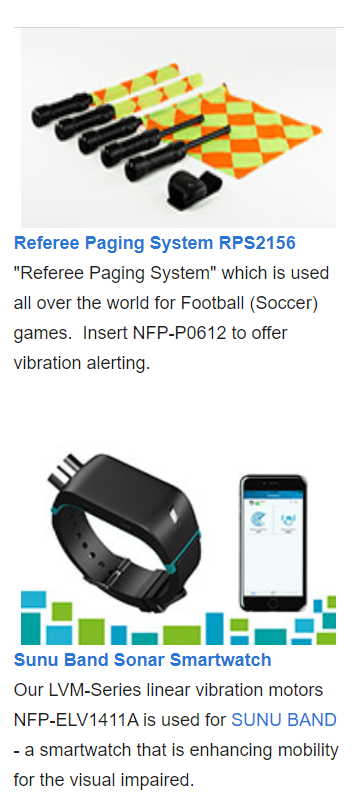 Referee Paging System RPS2156
"Referee Paging System" which is used
all over the world for Football (Soccer)
games.  Insert NFP-P0612 to offer
vibration alerting.
Sunu Band Sonar Smartwatch
Our LVM-Series linear vibration motors
NFP-ELV1411A is used for SUNU BAND
- a smartwatch that is enhancing mobility
for the visual impaired.